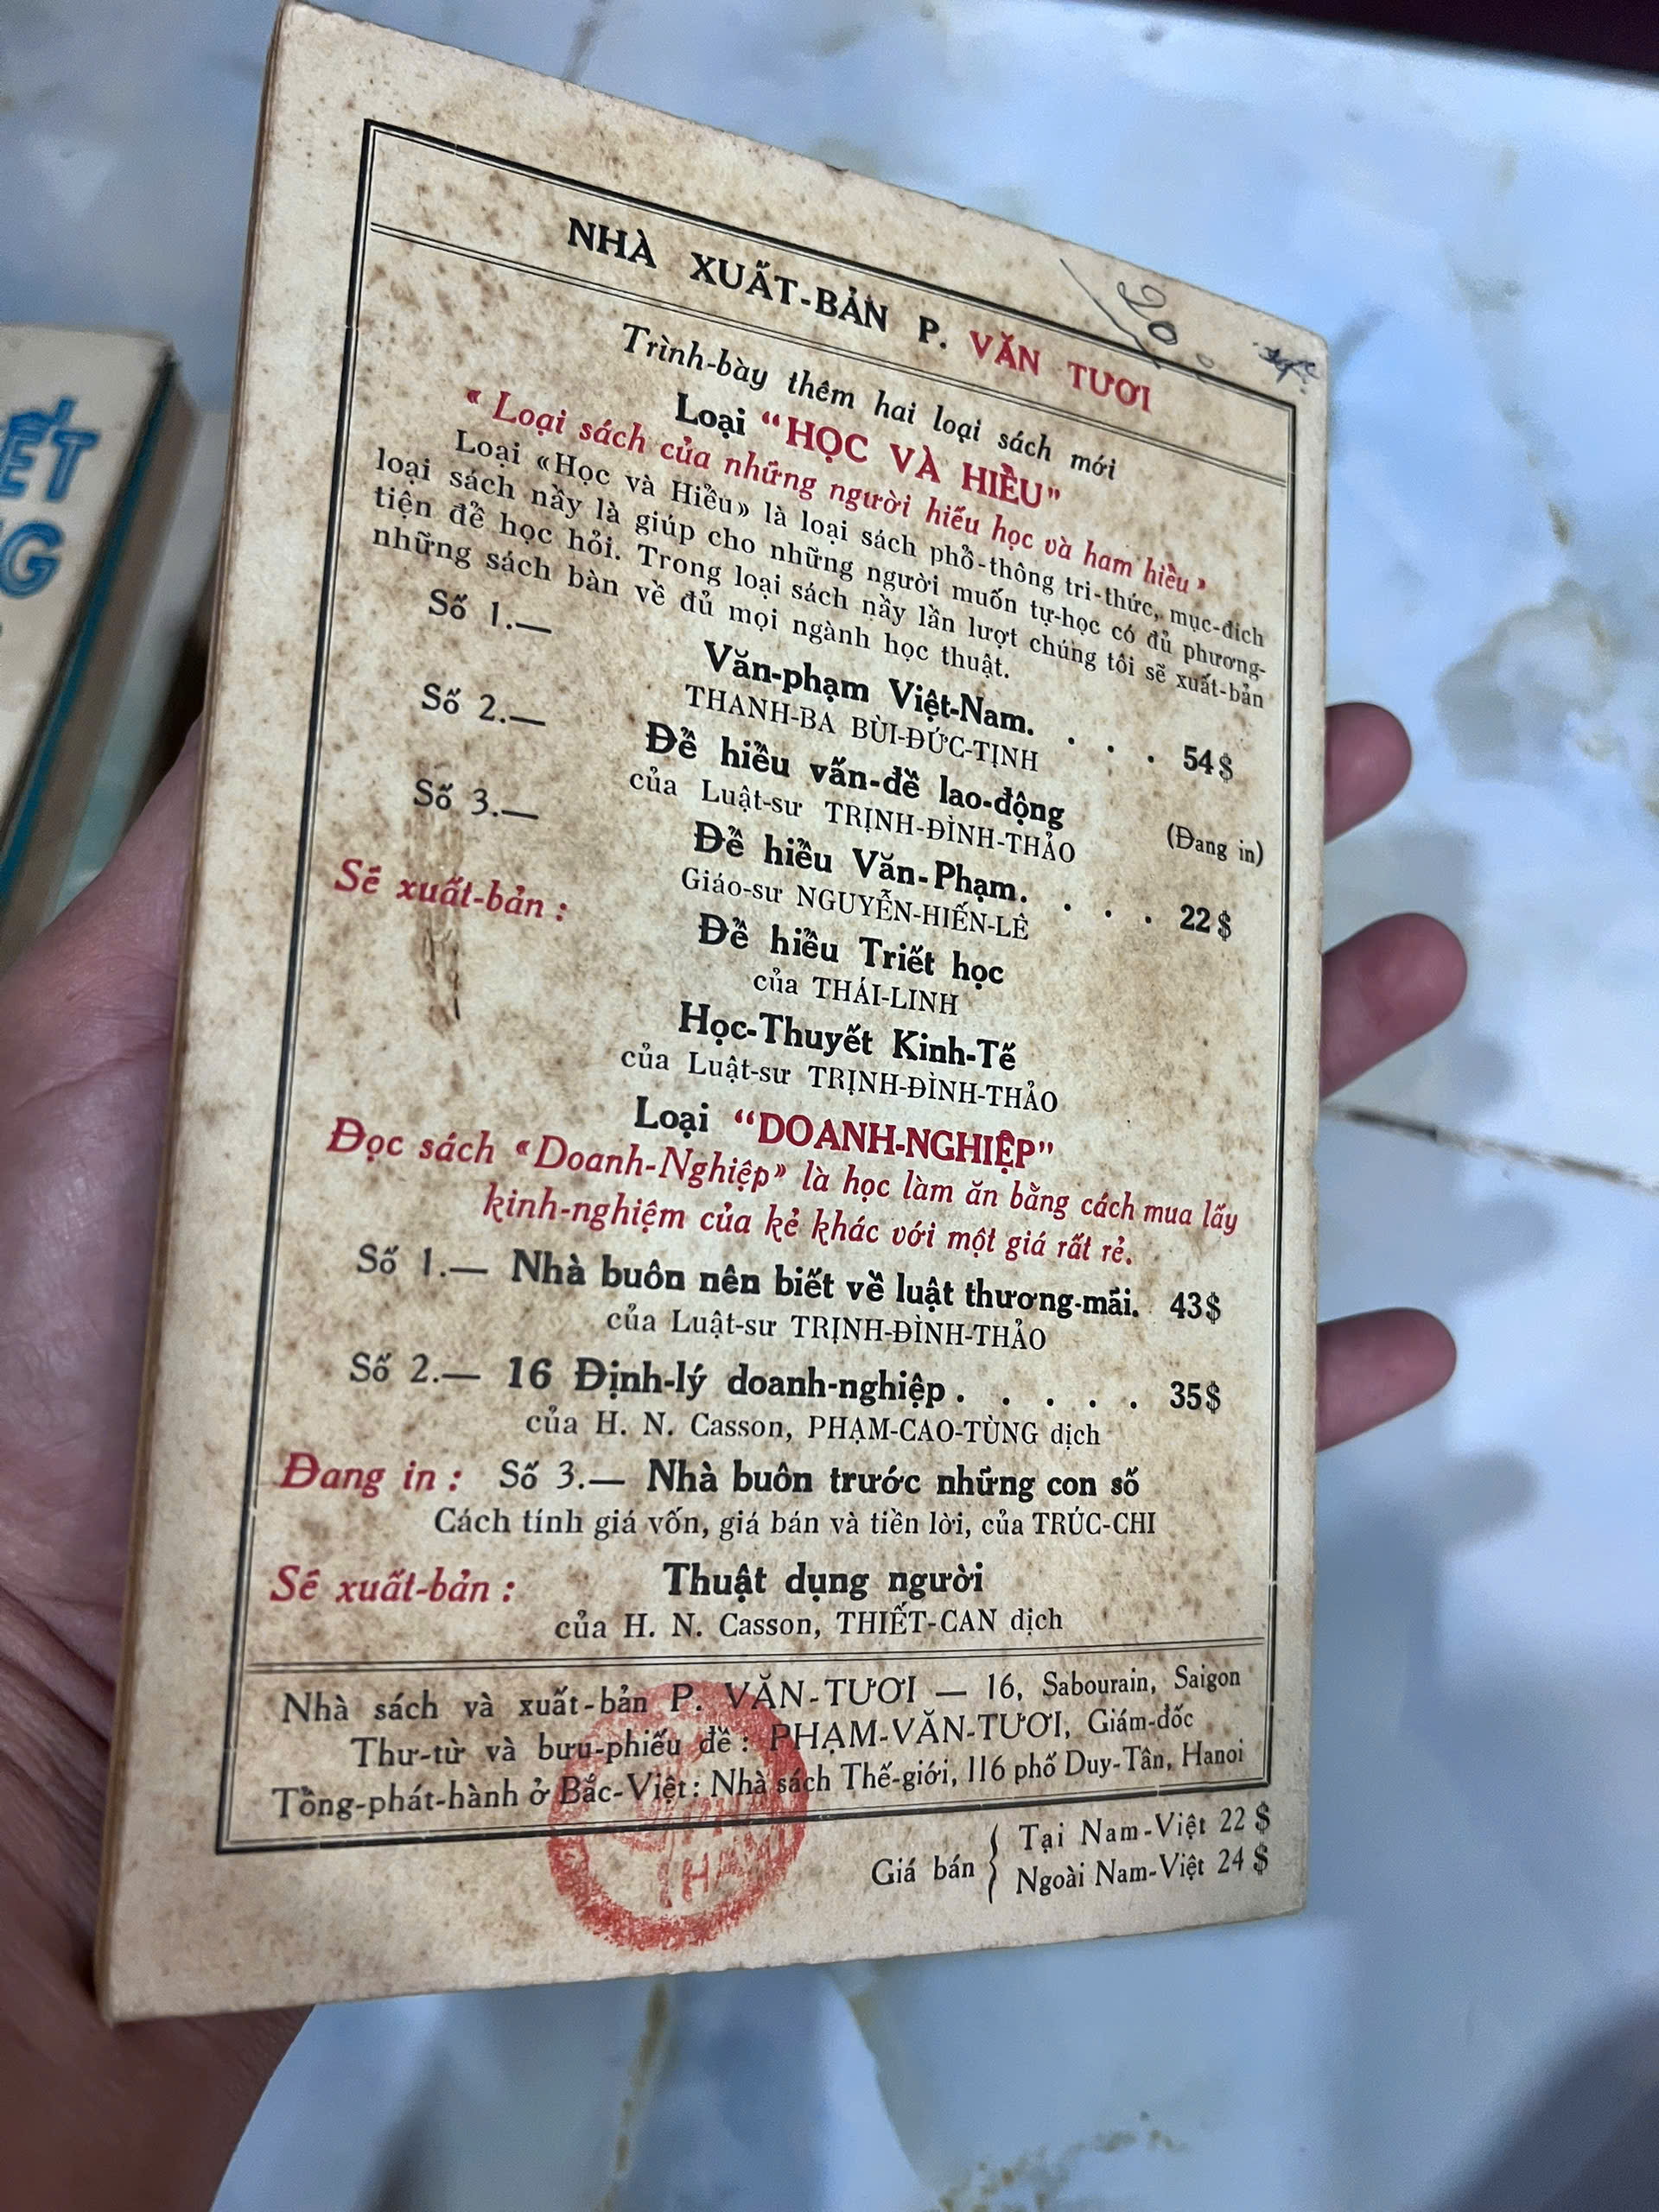 NHÀ XUẤT-BẢN P. VĂN TƯƠI
Trình-bày thêm hai loại sách mới
Loại “HỌC VÀ HIỂU”
« Loại sách của những người hiếu học và ham hiểu »
Loại «Học và Hiểu» là loại sách phổ-thông tri-thức, mục-đích
loại sách nầy là giúp cho những người muốn tự-học có đủ phương-
tiện để học hỏi. Trong loại sách nầy lần lượt chúng tôi sẽ xuất-bản
những sách bàn về đủ mọi ngành học thuật.
Số 1.— Văn-phạm Việt-Nam. . . . 54$
THANH-BA BÙI-ĐỨC-TỊNH
Số 2.— Để hiểu vấn-đề lao-động (Đang in)
của Luật-sư TRỊNH-ĐÌNH-THẢO
Số 3.— Để hiểu Văn-Phạm. . . . 22$
Giáo-sư NGUYỄN-HIẾN-LÊ
Sẽ xuất-bản : Để hiểu Triết học
của THÁI-LINH
Học-Thuyết Kinh-Tế
của Luật-sư TRỊNH-ĐÌNH-THẢO
Loại “DOANH-NGHIỆP”
Đọc sách «Doanh-Nghiệp» là học làm ăn bằng cách mua lấy
kinh-nghiệm của kẻ khác với một giá rất rẻ.
Số 1.— Nhà buôn nên biết về luật thương-mãi. 43$
của Luật-sư TRỊNH-ĐÌNH-THẢO
Số 2.— 16 Định-lý doanh-nghiệp . . . . . 35$
của H. N. Casson, PHẠM-CAO-TÙNG dịch
Đang in : Số 3.— Nhà buôn trước những con số
Cách tính giá vốn, giá bán và tiền lời, của TRÚC-CHI
Sẽ xuất-bản : Thuật dụng người
của H. N. Casson, THIẾT-CAN dịch
Nhà sách và xuất-bản P. VĂN-TƯƠI — 16, Sabourain, Saigon
Thư-từ và bưu-phiếu đề : PHẠM-VĂN-TƯƠI, Giám-đốc
Tổng-phát-hành ở Bắc-Việt : Nhà sách Thế-giới, 116 phố Duy-Tân, Hanoi
Giá bán { Tại Nam-Việt 22 $
Ngoài Nam-Việt 24 $